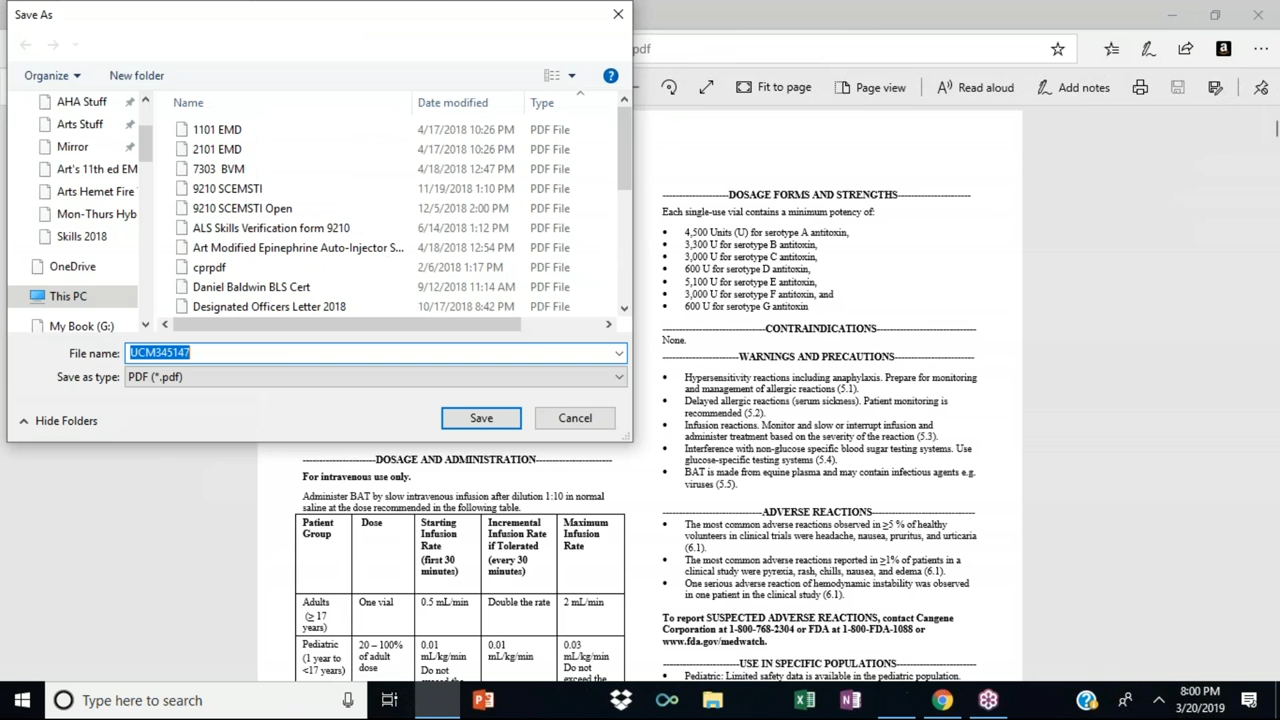 Save As
pdf
Organize
New folder
Fit to page
Page view
Read aloud
Add notes
AHA Stuff
Arts Stuff
Mirror
Art's 11th ed EM
Arts Hemet Fire
Mon-Thurs Hyb
Skills 2018
OneDrive
This PC
My Book (G:)
Name Date modified Type
1101 EMD 4/17/2018 10:26 PM PDF File
2101 EMD 4/17/2018 10:26 PM PDF File
7303 BVM 4/18/2018 12:47 PM PDF File
9210 SCEMSTI 11/19/2018 1:10 PM PDF File
9210 SCEMSTI Open 12/5/2018 2:00 PM PDF File
ALS Skills Verification form 9210 6/14/2018 1:12 PM PDF File
Art Modified Epinephrine Auto-Injector S... 4/18/2018 12:54 PM PDF File
cprpdf 2/6/2018 1:17 PM PDF File
Daniel Baldwin BLS Cert 9/12/2018 11:14 AM PDF File
Designated Officers Letter 2018 10/17/2018 8:42 PM PDF File
File name: UCM345147
Save as type: PDF (*.pdf)
Hide Folders
Save
Cancel
--------------------DOSAGE AND ADMINISTRATION--------------------
For intravenous use only.
Administer BAT by slow intravenous infusion after dilution 1:10 in normal
saline at the dose recommended in the following table.
Patient Group
Dose
Starting Infusion Rate (first 30 minutes)
Incremental Infusion Rate if Tolerated (every 30 minutes)
Maximum Infusion Rate
Adults (≥ 17 years)
One vial
0.5 mL/min
Double the rate
2 mL/min
Pediatric (1 year to <17 years)
20 – 100% of adult dose
0.01 mL/kg/min Do not exceed the
0.01 mL/kg/min
0.03 mL/kg/min Do not exceed the
--------------------DOSAGE FORMS AND STRENGTHS--------------------
Each single-use vial contains a minimum potency of:
• 4,500 Units (U) for serotype A antitoxin,
• 3,300 U for serotype B antitoxin,
• 3,000 U for serotype C antitoxin,
• 600 U for serotype D antitoxin,
• 5,100 U for serotype E antitoxin,
• 3,000 U for serotype F antitoxin, and
• 600 U for serotype G antitoxin
-----------------------------CONTRAINDICATIONS-----------------------------
None.
----------------------WARNINGS AND PRECAUTIONS----------------------
• Hypersensitivity reactions including anaphylaxis. Prepare for monitoring
and management of allergic reactions (5.1).
• Delayed allergic reactions (serum sickness). Patient monitoring is
recommended (5.2).
• Infusion reactions. Monitor and slow or interrupt infusion and
administer treatment based on the severity of the reaction (5.3).
• Interference with non-glucose specific blood sugar testing systems. Use
glucose-specific testing systems (5.4).
• BAT is made from equine plasma and may contain infectious agents e.g.
viruses (5.5).
-----------------------------ADVERSE REACTIONS-----------------------------
• The most common adverse reactions observed in ≥5 % of healthy
volunteers in clinical trials were headache, nausea, pruritus, and urticaria
(6.1).
• The most common adverse reactions reported in ≥1% of patients in a
clinical study were pyrexia, rash, chills, nausea, and edema (6.1).
• One serious adverse reaction of hemodynamic instability was observed
in one patient in the clinical study (6.1).
To report SUSPECTED ADVERSE REACTIONS, contact Cangene
Corporation at 1-800-768-2304 or FDA at 1-800-FDA-1088 or
www.fda.gov/medwatch.
----------------------USE IN SPECIFIC POPULATIONS----------------------
• Pediatric: Limited safety data is available in the pediatric population.
Type here to search
8:00 PM
3/20/2019